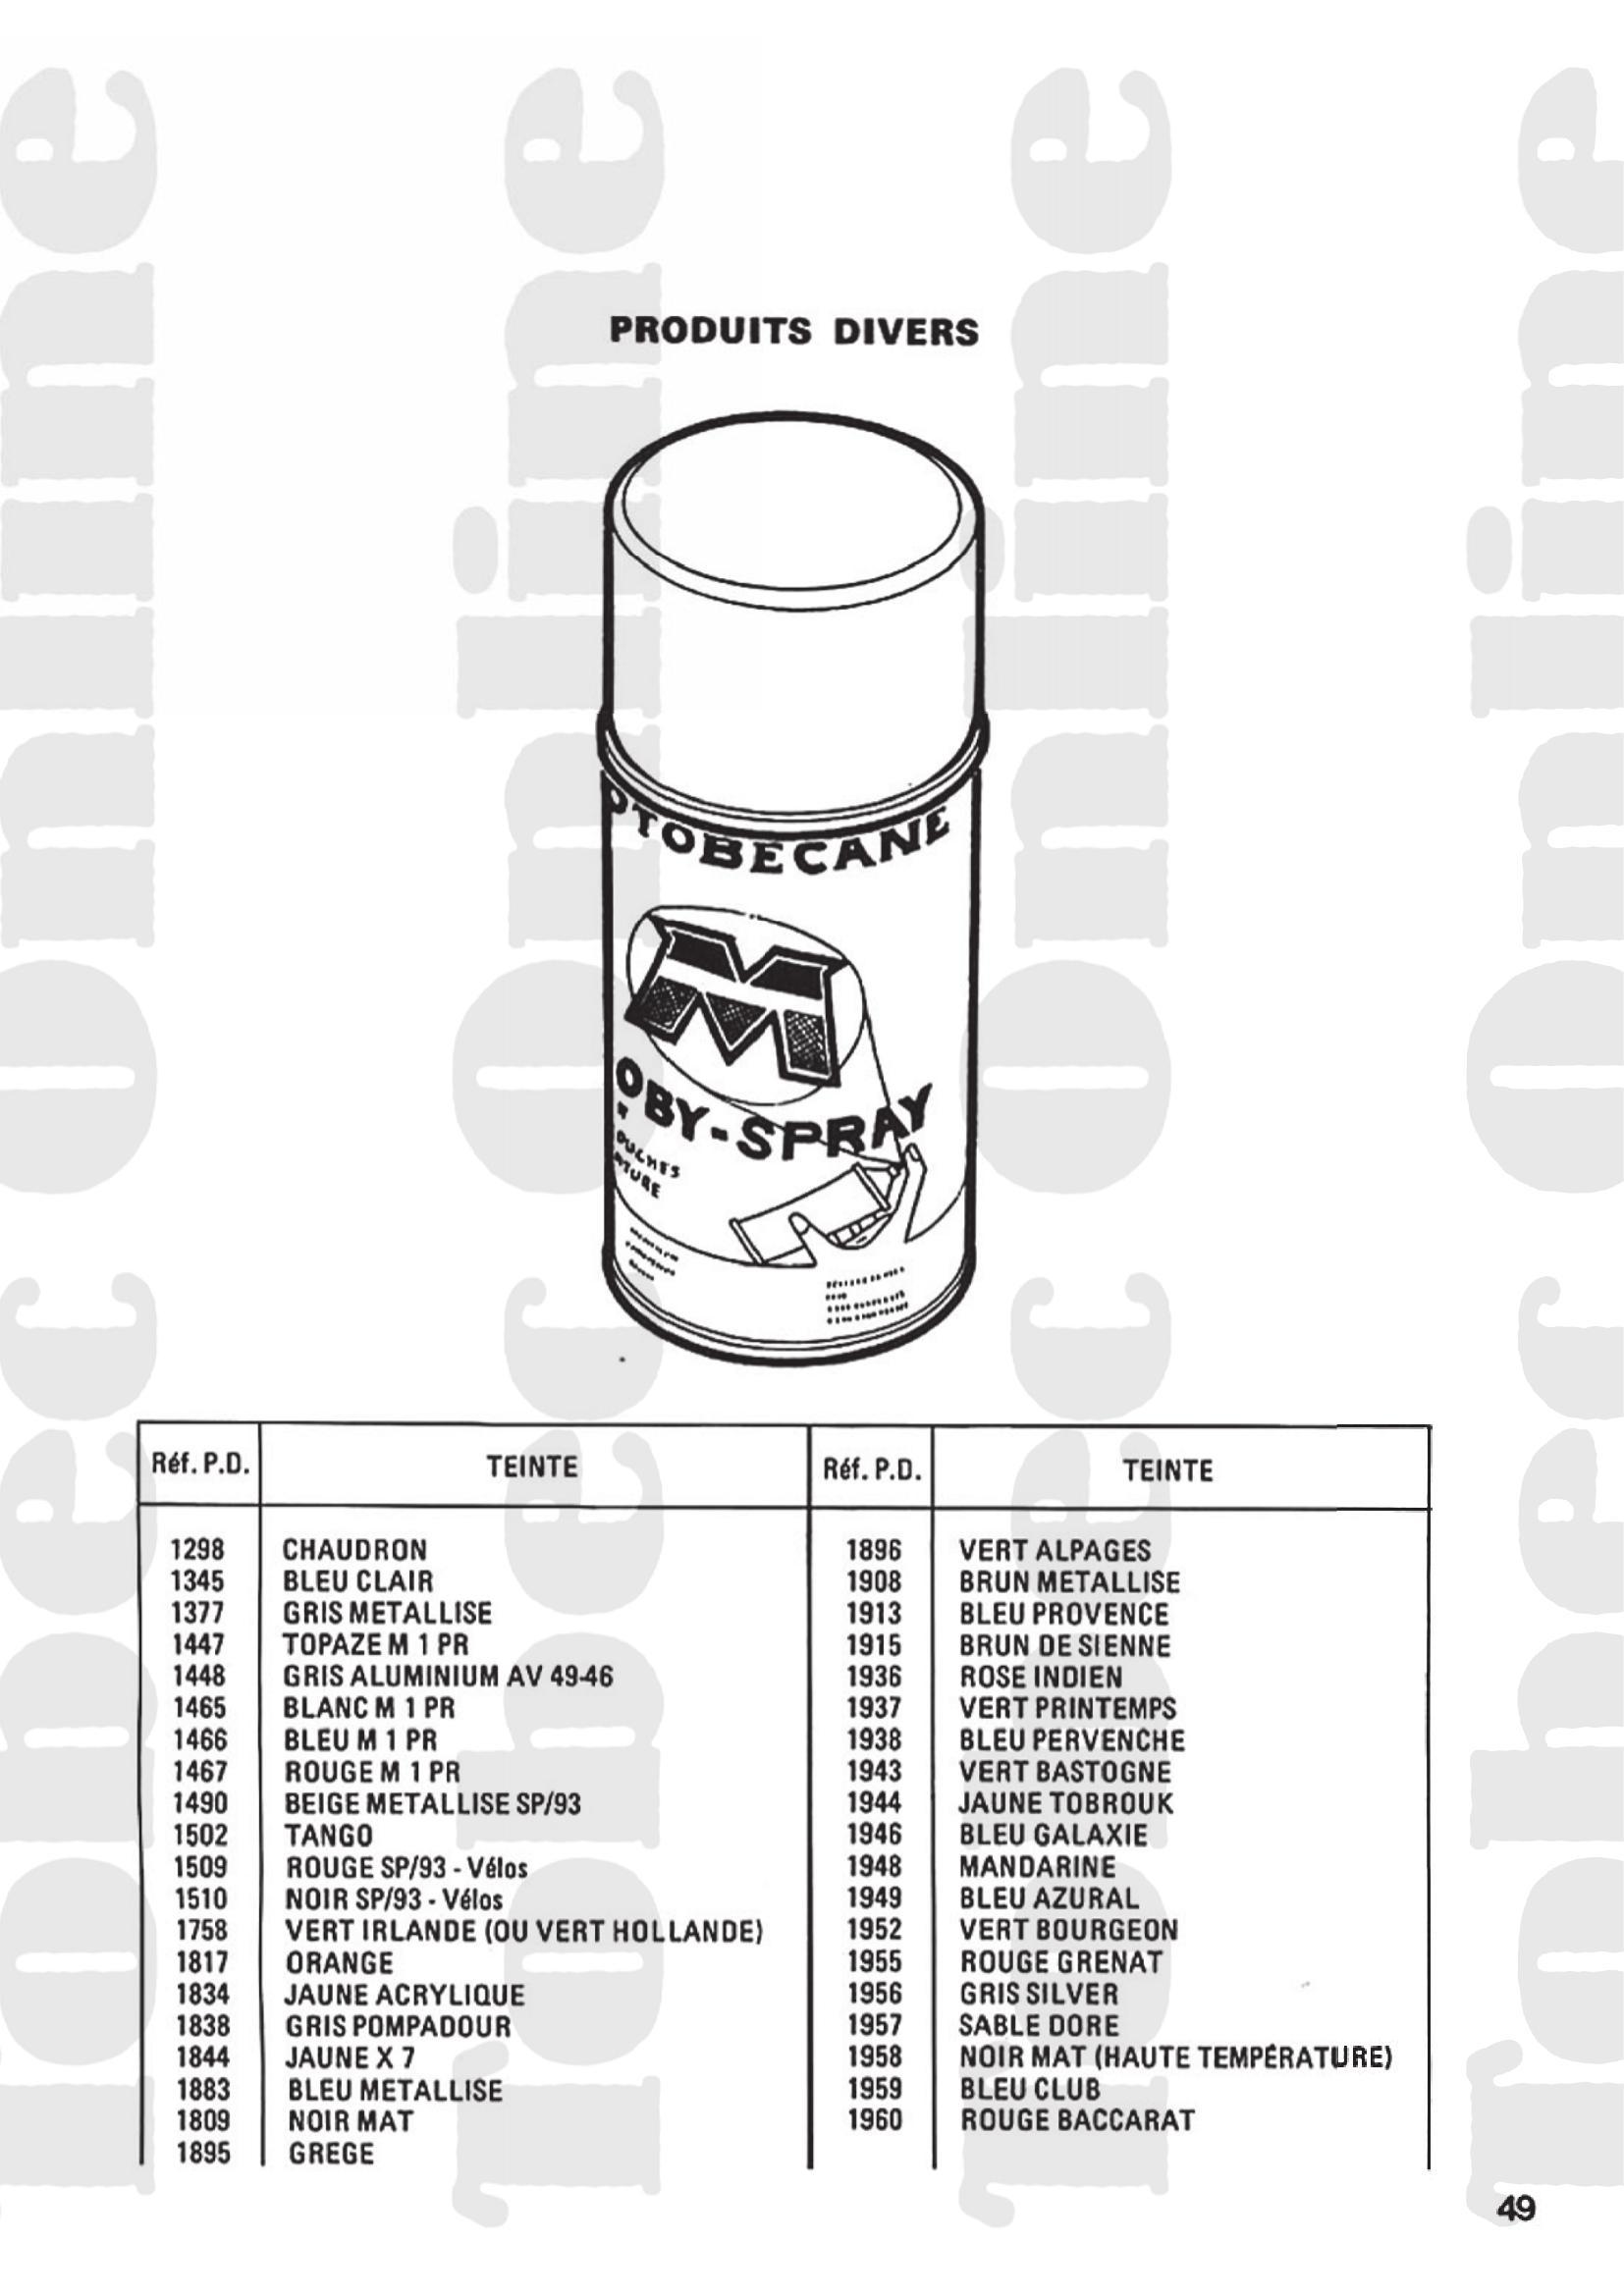 PRODUITS DIVERS
OTOBECANE
M
OBY-SPRAY
OUCHES
Réf. P.D. TEINTE Réf. P.D. TEINTE
1298 CHAUDRON 1896 VERT ALPAGES
1345 BLEU CLAIR 1908 BRUN METALLISE
1377 GRIS METALLISE 1913 BLEU PROVENCE
1447 TOPAZE M 1 PR 1915 BRUN DE SIENNE
1448 GRIS ALUMINIUM AV 49-46 1936 ROSE INDIEN
1465 BLANC M 1 PR 1937 VERT PRINTEMPS
1466 BLEU M 1 PR 1938 BLEU PERVENCHE
1467 ROUGE M 1 PR 1943 VERT BASTOGNE
1490 BEIGE METALLISE SP/93 1944 JAUNE TOBROUK
1502 TANGO 1946 BLEU GALAXIE
1509 ROUGE SP/93 - Vélos 1948 MANDARINE
1510 NOIR SP/93 - Vélos 1949 BLEU AZURAL
1758 VERT IRLANDE (OU VERT HOLLANDE) 1952 VERT BOURGEON
1817 ORANGE 1955 ROUGE GRENAT
1834 JAUNE ACRYLIQUE 1956 GRIS SILVER
1838 GRIS POMPADOUR 1957 SABLE DORE
1844 JAUNE X 7 1958 NOIR MAT (HAUTE TEMPÉRATURE)
1883 BLEU METALLISE 1959 BLEU CLUB
1809 NOIR MAT 1960 ROUGE BACCARAT
1895 GREGE
49